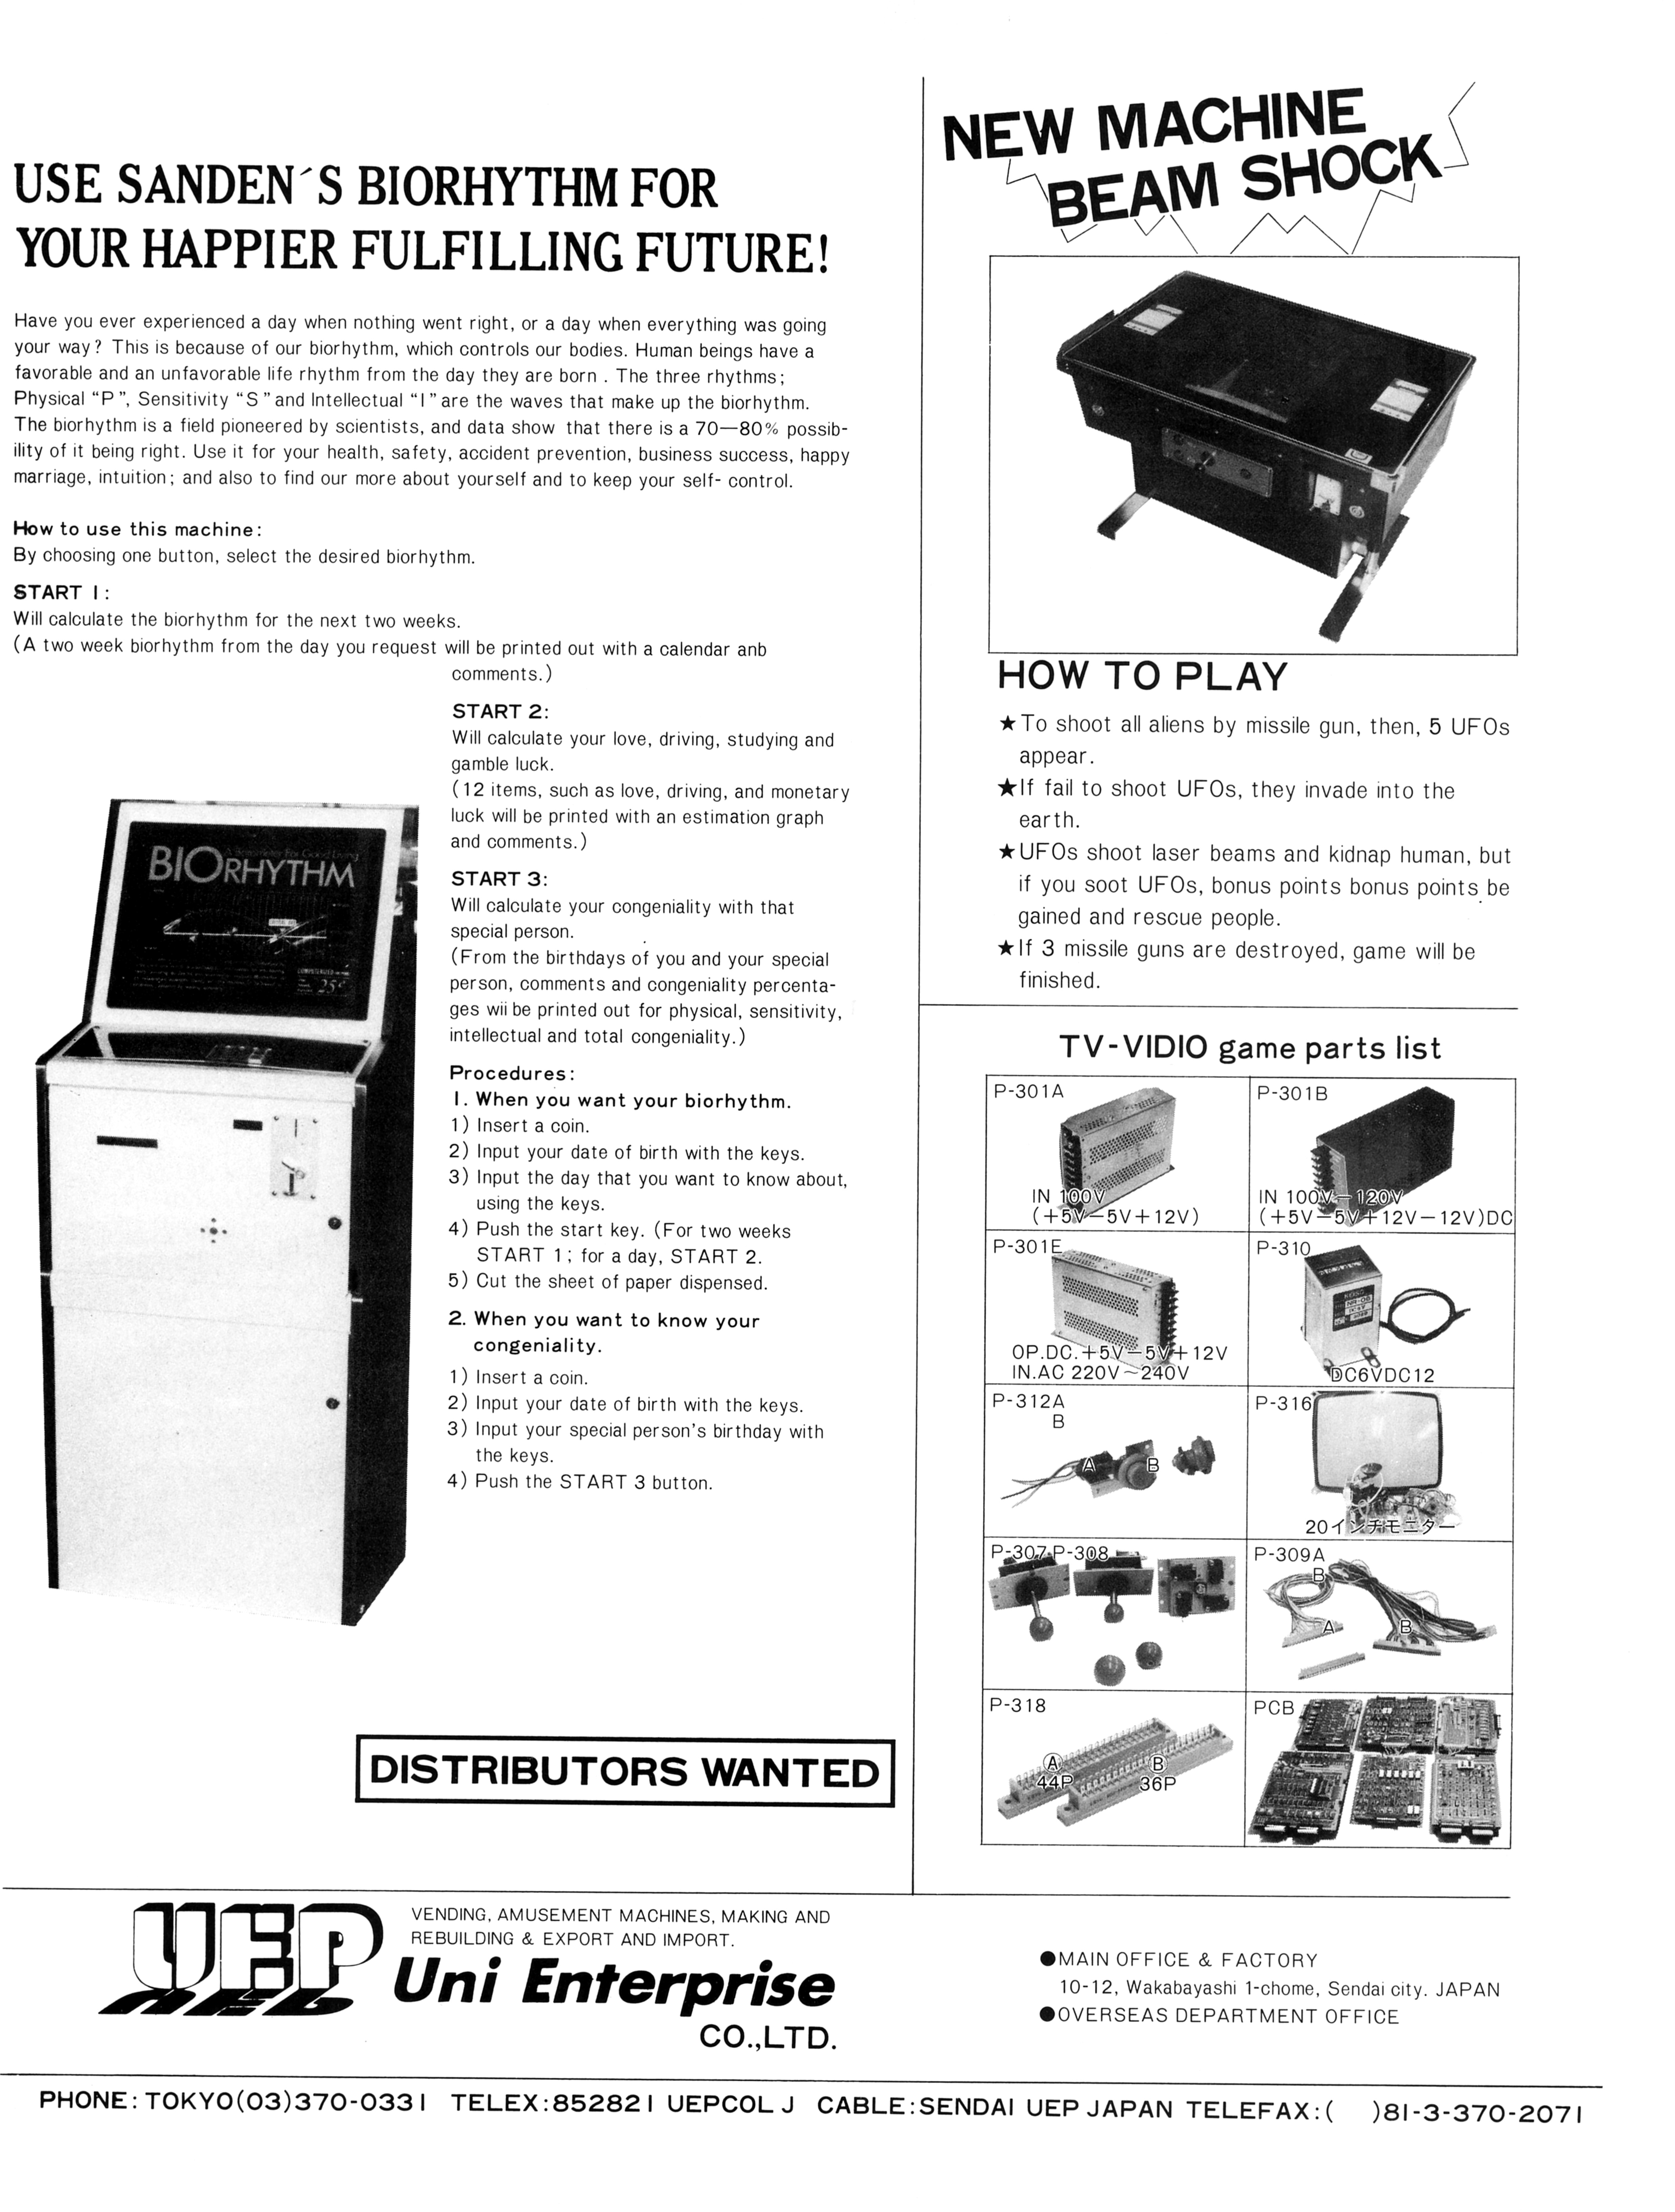 USE SANDEN´S BIORHYTHM FOR
YOUR HAPPIER FULFILLING FUTURE!
Have you ever experienced a day when nothing went right, or a day when everything was going
your way? This is because of our biorhythm, which controls our bodies. Human beings have a
favorable and an unfavorable life rhythm from the day they are born . The three rhythms;
Physical “P”, Sensitivity “S” and Intellectual “I” are the waves that make up the biorhythm.
The biorhythm is a field pioneered by scientists, and data show that there is a 70—80% possib-
ility of it being right. Use it for your health, safety, accident prevention, business success, happy
marriage, intuition; and also to find our more about yourself and to keep your self- control.
How to use this machine:
By choosing one button, select the desired biorhythm.
START 1:
Will calculate the biorhythm for the next two weeks.
(A two week biorhythm from the day you request will be printed out with a calendar anb
comments.)
START 2:
Will calculate your love, driving, studying and
gamble luck.
(12 items, such as love, driving, and monetary
luck will be printed with an estimation graph
and comments.)
START 3:
Will calculate your congeniality with that
special person.
(From the birthdays of you and your special
person, comments and congeniality percenta-
ges wii be printed out for physical, sensitivity,
intellectual and total congeniality.)
Procedures:
1. When you want your biorhythm.
1) Insert a coin.
2) Input your date of birth with the keys.
3) Input the day that you want to know about,
using the keys.
4) Push the start key. (For two weeks
START 1; for a day, START 2.
5) Cut the sheet of paper dispensed.
2. When you want to know your
congeniality.
1) Insert a coin.
2) Input your date of birth with the keys.
3) Input your special person's birthday with
the keys.
4) Push the START 3 button.
BIORHYTHM
25¢
DISTRIBUTORS WANTED
NEW MACHINE
BEAM SHOCK
HOW TO PLAY
★To shoot all aliens by missile gun, then, 5 UFOs
appear.
★If fail to shoot UFOs, they invade into the
earth.
★UFOs shoot laser beams and kidnap human, but
if you soot UFOs, bonus points bonus points be
gained and rescue people.
★If 3 missile guns are destroyed, game will be
finished.
TV-VIDIO game parts list
P-301A
IN 100V
(+5V−5V+12V)
P-301B
IN 100V−120V
(+5V−5V+12V−12V)DC
P-301E
OP.DC.+5V−5V+12V
IN.AC 220V~240V
P-310
DC6VDC12
P-312A
B
A B
P-316
20インチモニター
P-307 P-308
P-309A
B
A B
P-318
Ⓐ Ⓑ
44P 36P
PCB
UEP
VENDING, AMUSEMENT MACHINES, MAKING AND
REBUILDING & EXPORT AND IMPORT.
Uni Enterprise
CO.,LTD.
●MAIN OFFICE & FACTORY
10-12, Wakabayashi 1-chome, Sendai city. JAPAN
●OVERSEAS DEPARTMENT OFFICE
PHONE: TOKYO(03)370-0331 TELEX:852821 UEPCOL J CABLE:SENDAI UEP JAPAN TELEFAX:( )81-3-370-2071